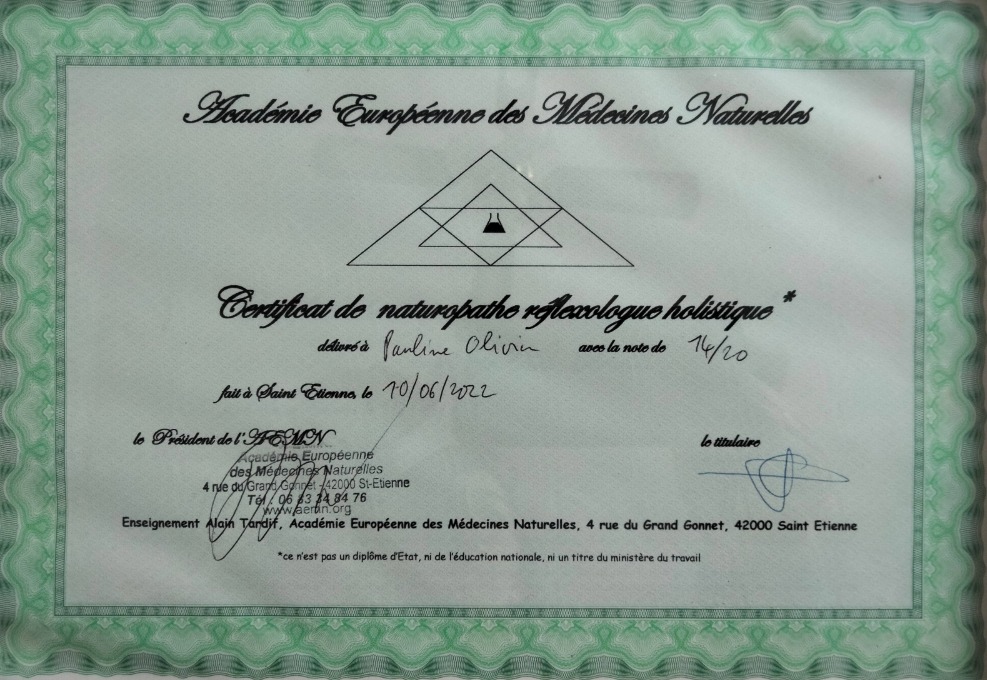 Académie Européenne des Médecines Naturelles
Certificat de naturopathe réflexologue holistique *
délivré à Pauline Olivin avec la note de 14/20
fait à Saint Etienne, le 10/06/2022
le Président de l'A.E.M.N
le titulaire
Académie Européenne
des Médecines Naturelles
4 rue du Grand Gonnet - 42000 St-Etienne
Tél : 06 83 34 84 76
www.aemn.org
Enseignement Alain Tardif, Académie Européenne des Médecines Naturelles, 4 rue du Grand Gonnet, 42000 Saint Etienne
*ce n'est pas un diplôme d'Etat, ni de l'éducation nationale, ni un titre du ministère du travail